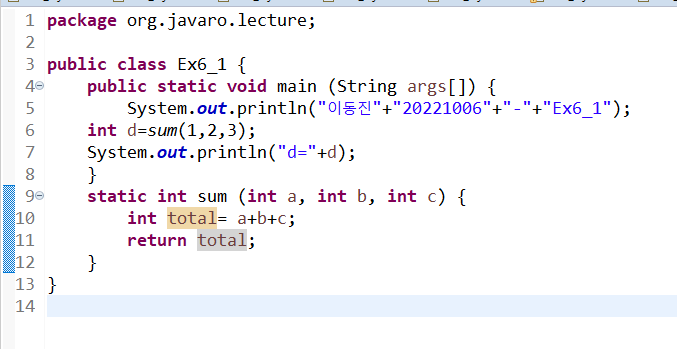 1 package org.javaro.lecture;
2
3 public class Ex6_1 {
4 public static void main (String args[]) {
5 System.out.println("이동진"+"20221006"+"-"+"Ex6_1");
6 int d=sum(1,2,3);
7 System.out.println("d="+d);
8 }
9 static int sum (int a, int b, int c) {
10 int total= a+b+c;
11 return total;
12 }
13 }
14